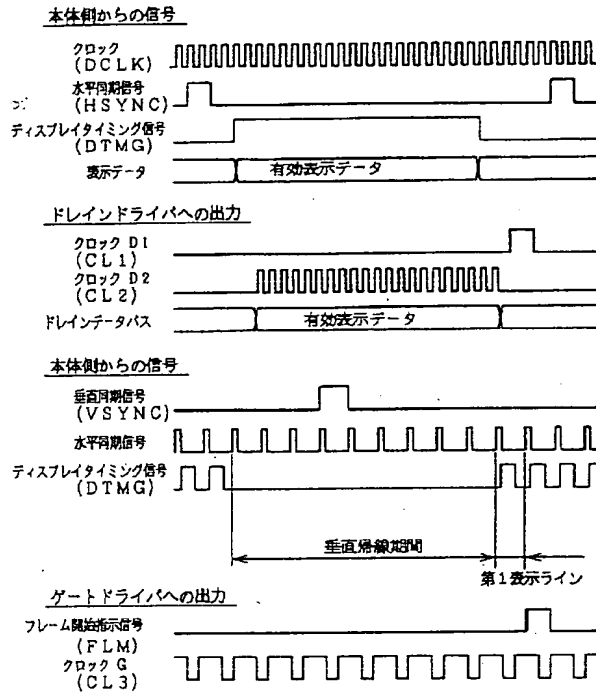 本体側からの信号
クロック
(DCLK)
水平同期信号
(HSYNC)
ディスプレイタイミング信号
(DTMG)
表示データ
有効表示データ
ドレインドライバへの出力
クロック D1
(CL1)
クロック D2
(CL2)
ドレインデータバス
有効表示データ
本体側からの信号
垂直同期信号
(VSYNC)
水平同期信号
ディスプレイタイミング信号
(DTMG)
垂直帰線期間
第1表示ライン
ゲートドライバへの出力
フレーム開始指示信号
(FLM)
クロック G
(CL3)